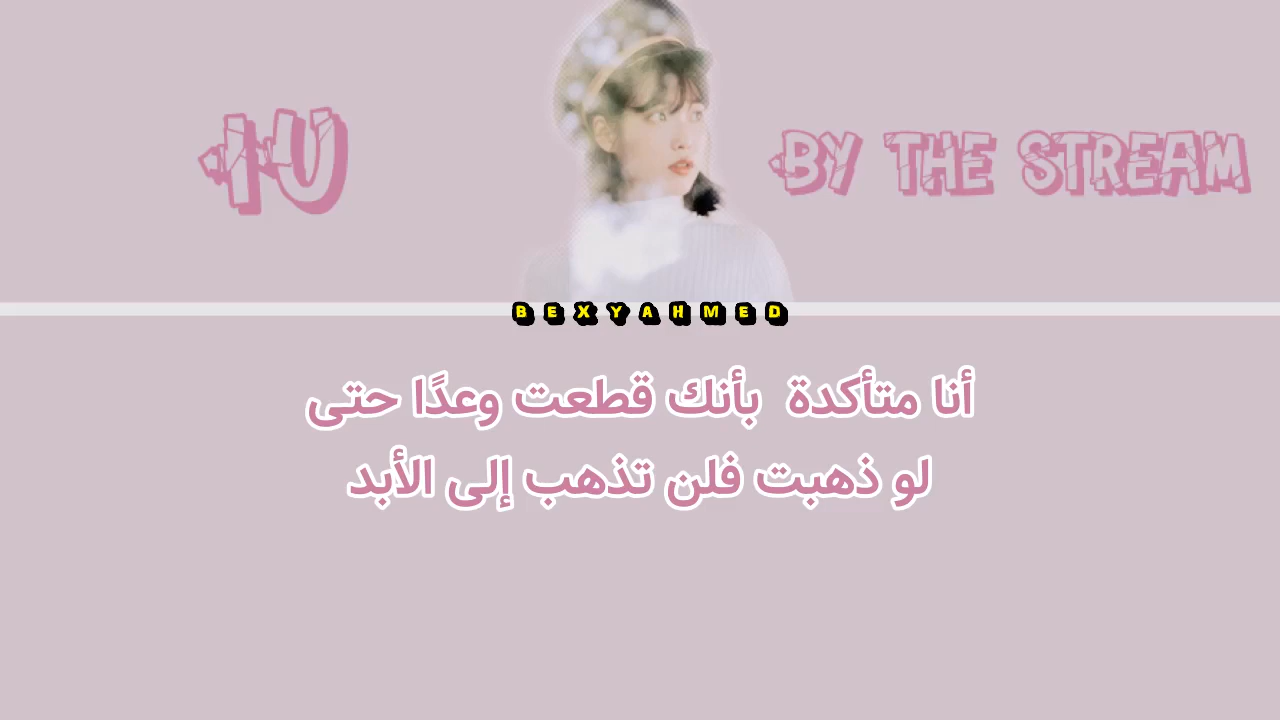 IU
BY THE STREAM
BEXYAHMED
أنا متأكدة  بأنك قطعت وعدًا حتى
لو ذهبت فلن تذهب إلى الأبد